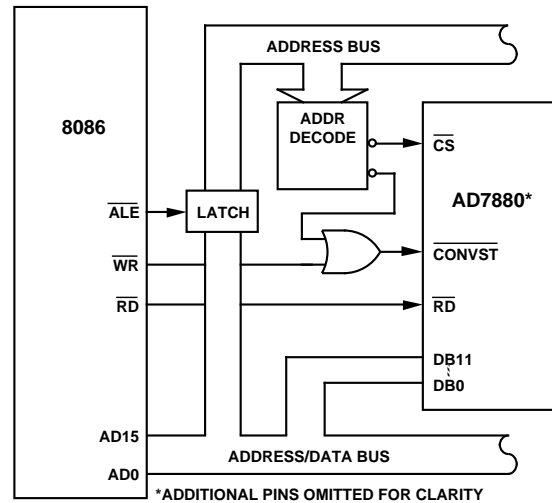 ADDRESS BUS
8086
ADDR
DECODE
CS
AD7880*
ALE
LATCH
CONVST
WR
RD
RD
DB11
DB0
AD15
ADDRESS/DATA BUS
AD0
*ADDITIONAL PINS OMITTED FOR CLARITY